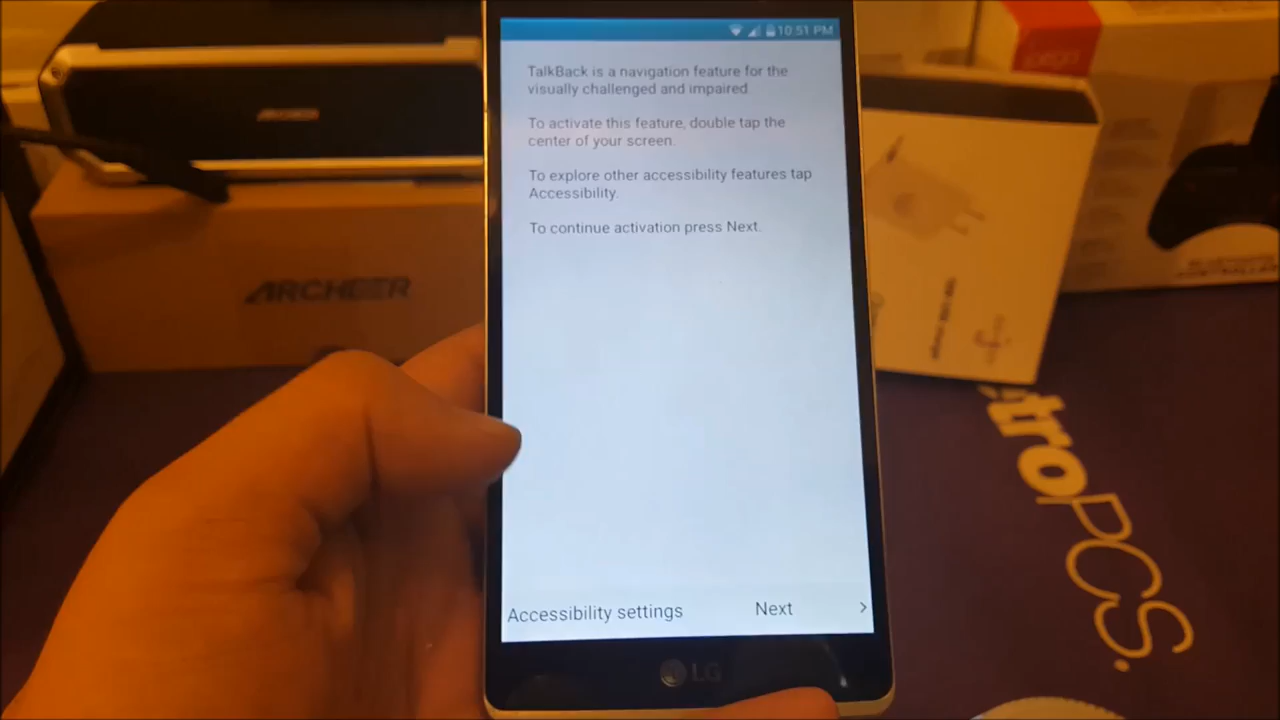 10:51 PM
TalkBack is a navigation feature for the
visually challenged and impaired
To activate this feature, double tap the
center of your screen.
To explore other accessibility features tap
Accessibility.
To continue activation press Next.
Accessibility settings
Next
LG
ARCHEER
ARCHEER
troPCS.